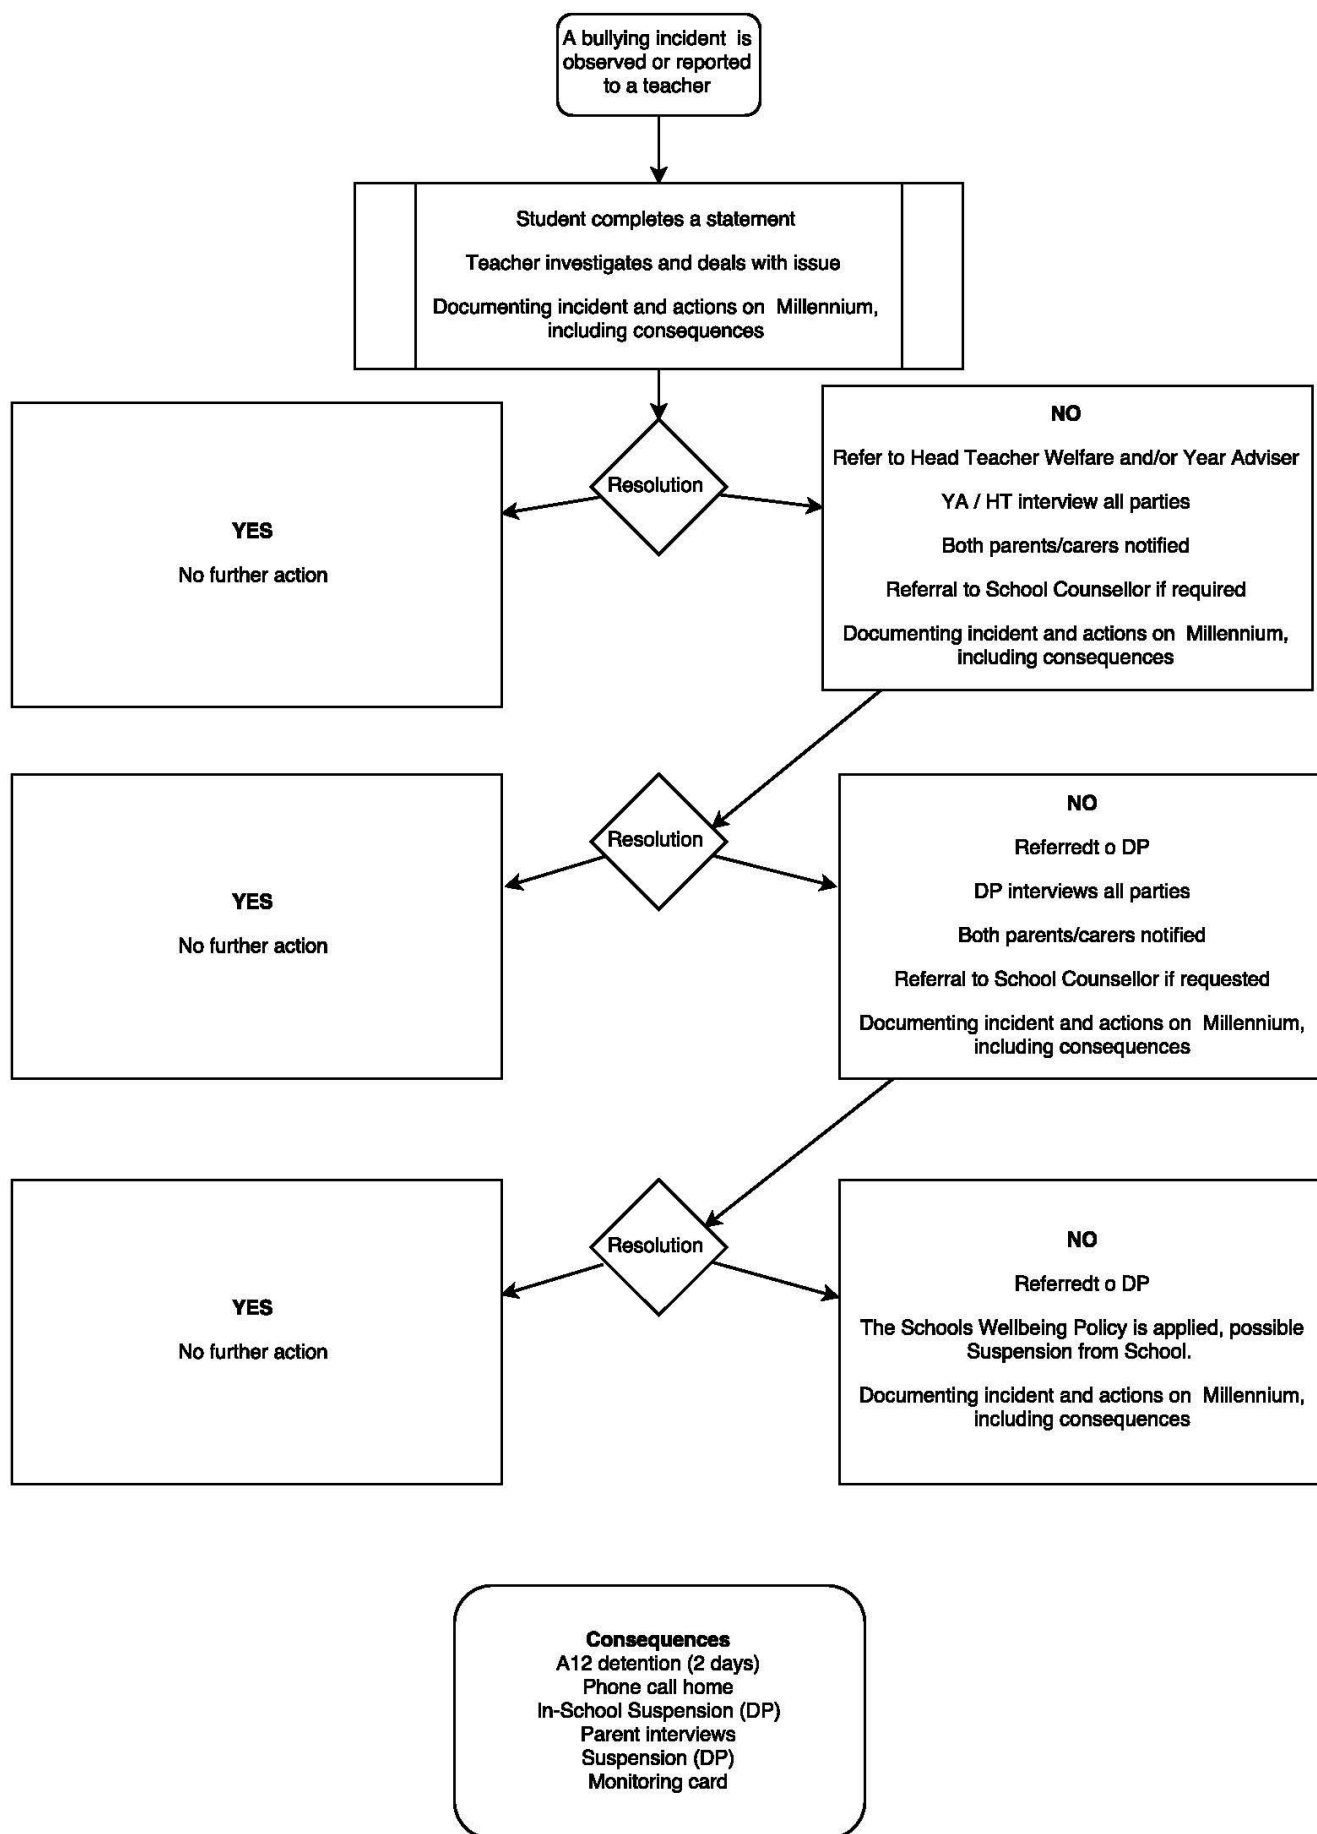 A bullying incident is
observed or reported
to a teacher
Student completes a statement
Teacher investigates and deals with issue
Documenting incident and actions on Millennium,
including consequences
Resolution
YES
No further action
NO
Refer to Head Teacher Welfare and/or Year Adviser
YA / HT interview all parties
Both parents/carers notified
Referral to School Counsellor if required
Documenting incident and actions on Millennium,
including consequences
Resolution
YES
No further action
NO
Referredt o DP
DP interviews all parties
Both parents/carers notified
Referral to School Counsellor if requested
Documenting incident and actions on Millennium,
including consequences
Resolution
YES
No further action
NO
Referredt o DP
The Schools Wellbeing Policy is applied, possible
Suspension from School.
Documenting incident and actions on Millennium,
including consequences
Consequences
A12 detention (2 days)
Phone call home
In-School Suspension (DP)
Parent interviews
Suspension (DP)
Monitoring card